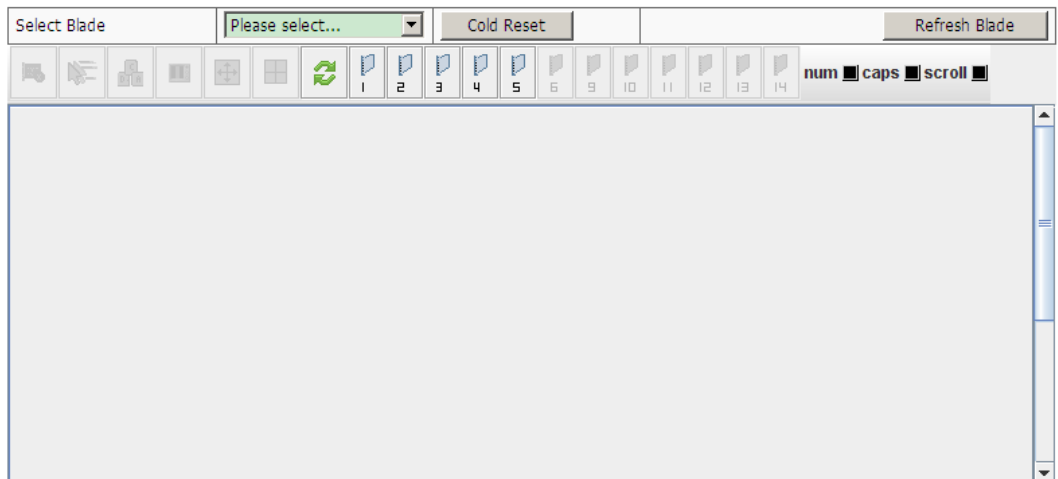 Select Blade Please select... Cold Reset Refresh Blade
1 2 3 4 5 6 9 10 11 12 13 14 num caps scroll